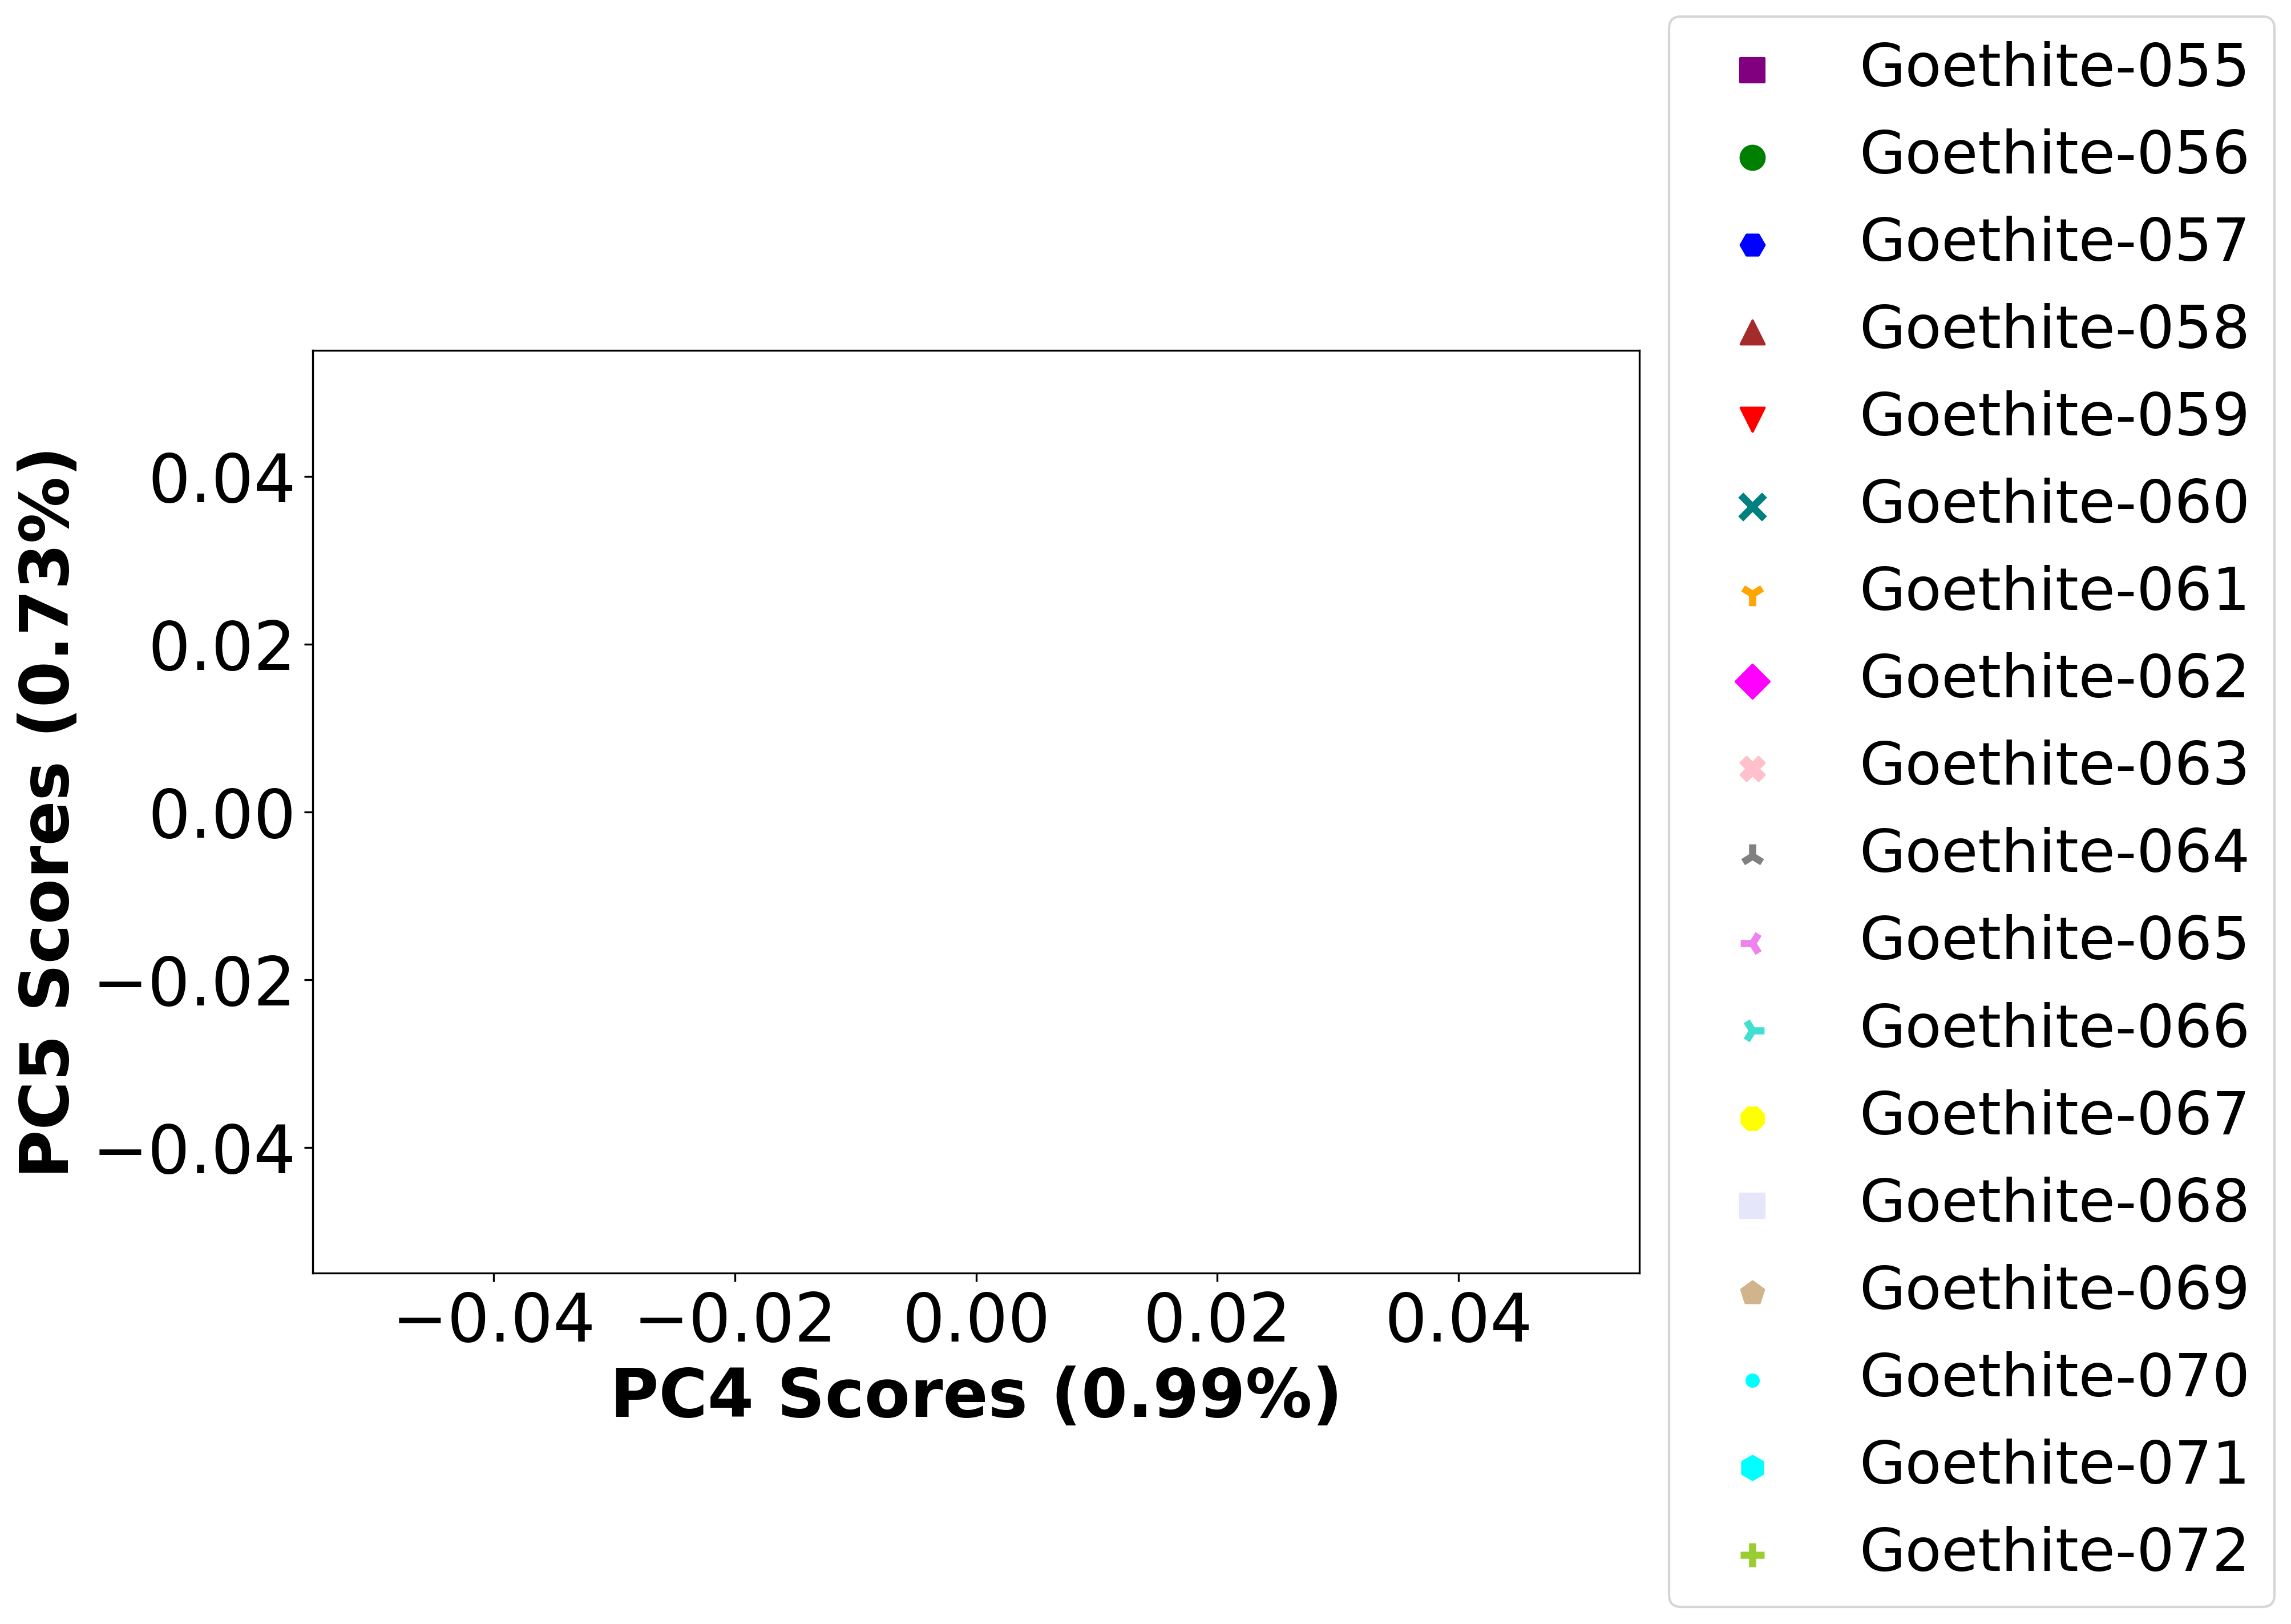 PC5 Scores (0.73%)
0.04
0.02
0.00
−0.02
−0.04
−0.04
−0.02
0.00
0.02
0.04
PC4 Scores (0.99%)
Goethite-055
Goethite-056
Goethite-057
Goethite-058
Goethite-059
Goethite-060
Goethite-061
Goethite-062
Goethite-063
Goethite-064
Goethite-065
Goethite-066
Goethite-067
Goethite-068
Goethite-069
Goethite-070
Goethite-071
Goethite-072